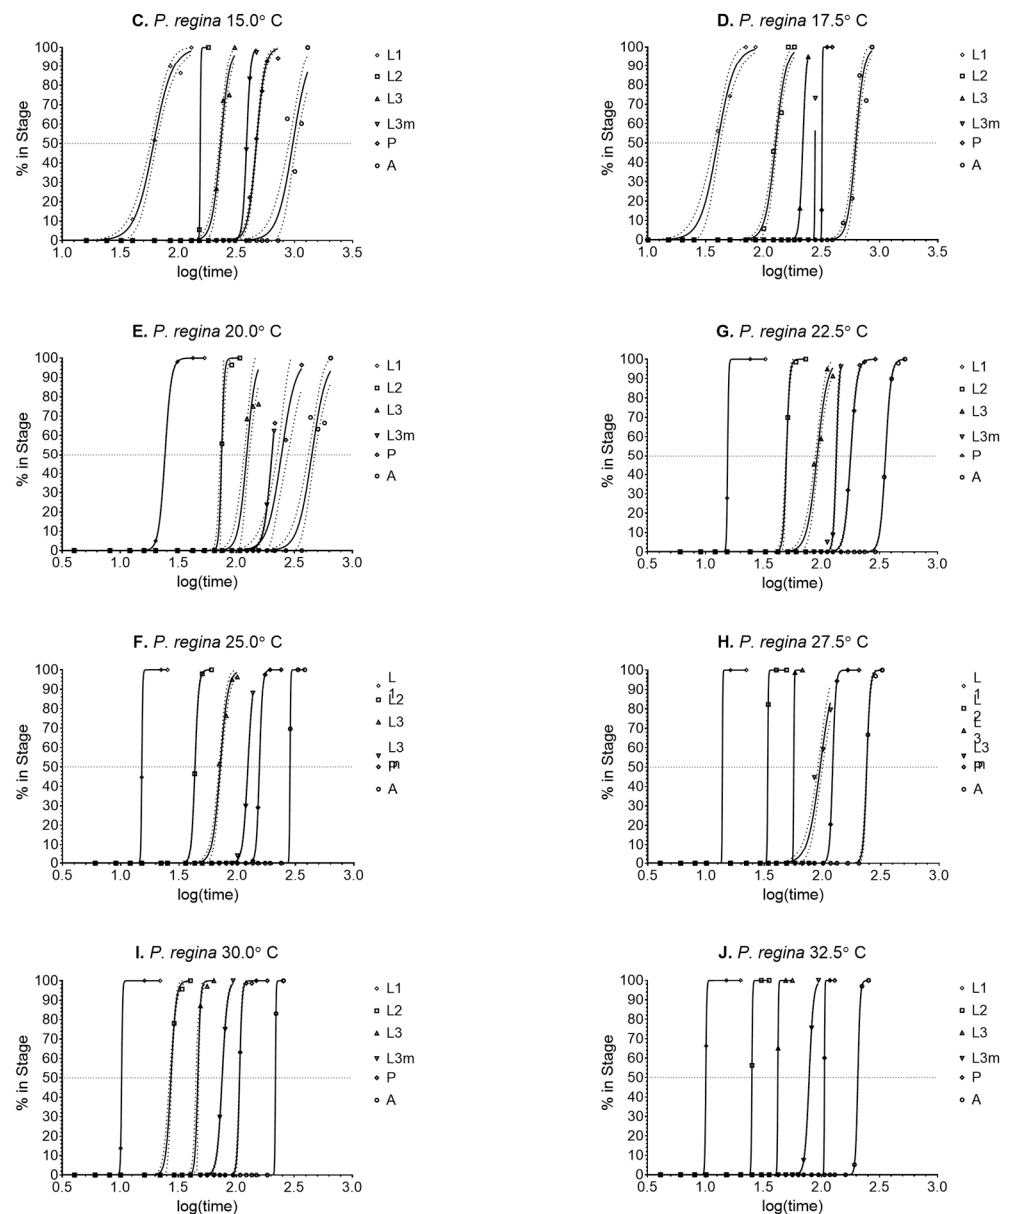 C. P. regina 15.0° C
% in Stage
100
90
80
70
60
50
40
30
20
10
0
1.0 1.5 2.0 2.5 3.0 3.5
log(time)
L1
L2
L3
L3m
P
A
D. P. regina 17.5° C
% in Stage
100
90
80
70
60
50
40
30
20
10
0
1.0 1.5 2.0 2.5 3.0 3.5
log(time)
L1
L2
L3
L3m
P
A
E. P. regina 20.0° C
% in Stage
100
90
80
70
60
50
40
30
20
10
0
0.5 1.0 1.5 2.0 2.5 3.0
log(time)
L1
L2
L3
L3m
P
A
G. P. regina 22.5° C
% in Stage
100
90
80
70
60
50
40
30
20
10
0
0.5 1.0 1.5 2.0 2.5 3.0
log(time)
L1
L2
L3
L3m
P
A
F. P. regina 25.0° C
% in Stage
100
90
80
70
60
50
40
30
20
10
0
0.5 1.0 1.5 2.0 2.5 3.0
log(time)
L
1
L2
L3
L3
m
P
A
H. P. regina 27.5° C
% in Stage
100
90
80
70
60
50
40
30
20
10
0
0.5 1.0 1.5 2.0 2.5 3.0
log(time)
L
1
L
2
L
3
L3
m
P
A
I. P. regina 30.0° C
% in Stage
100
90
80
70
60
50
40
30
20
10
0
0.5 1.0 1.5 2.0 2.5 3.0
log(time)
L1
L2
L3
L3m
P
A
J. P. regina 32.5° C
% in Stage
100
90
80
70
60
50
40
30
20
10
0
0.5 1.0 1.5 2.0 2.5 3.0
log(time)
L1
L2
L3
L3m
P
A